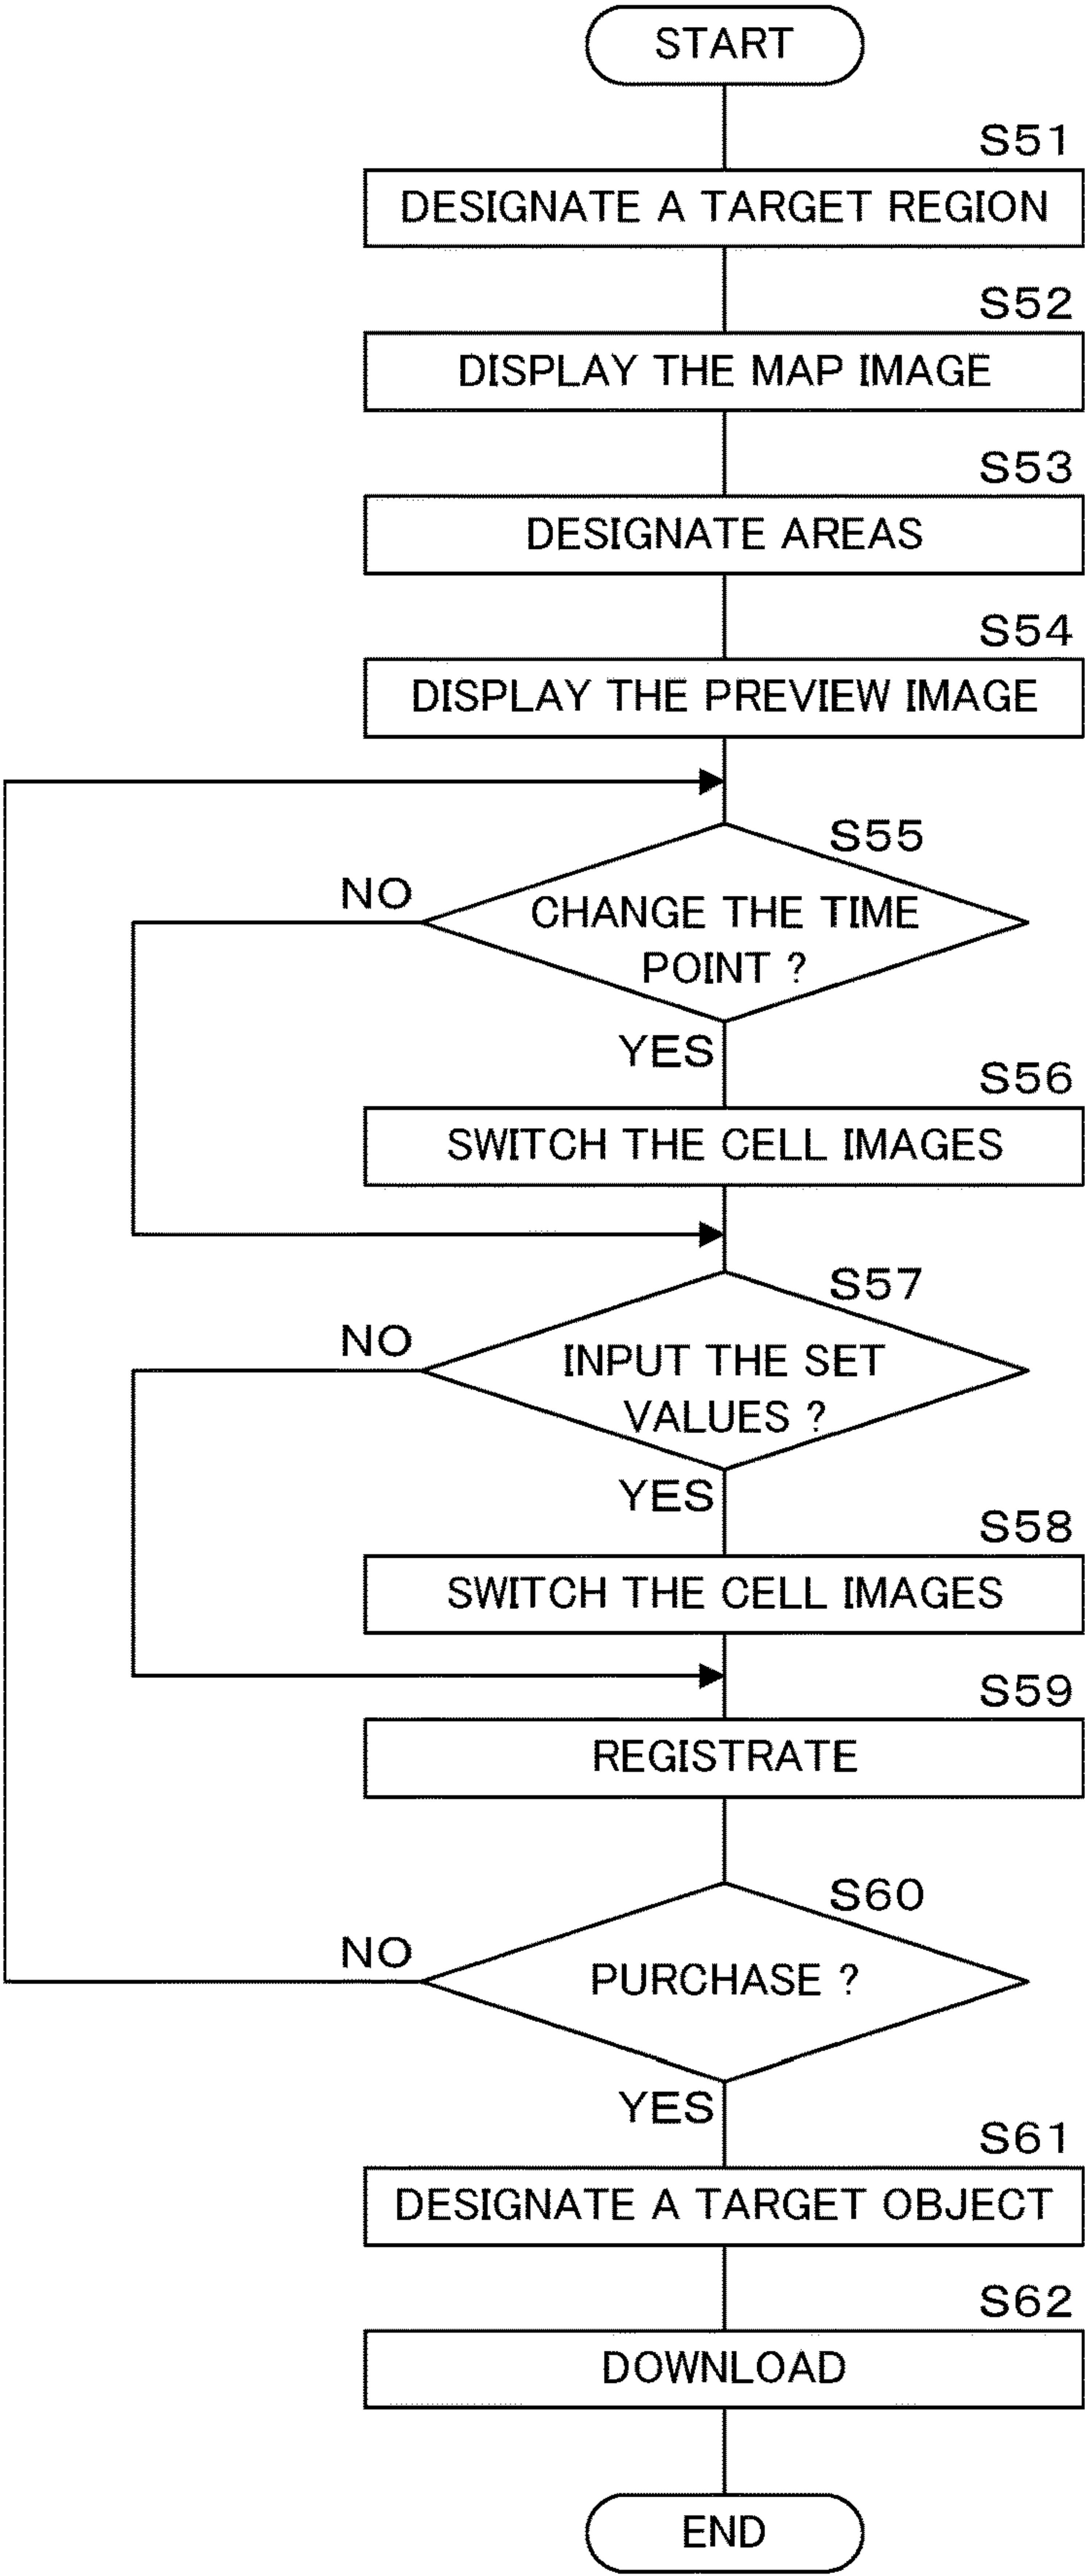 START
S51
DESIGNATE A TARGET REGION
S52
DISPLAY THE MAP IMAGE
S53
DESIGNATE AREAS
S54
DISPLAY THE PREVIEW IMAGE
S55
NO
CHANGE THE TIME
POINT ?
YES
S56
SWITCH THE CELL IMAGES
S57
NO
INPUT THE SET
VALUES ?
YES
S58
SWITCH THE CELL IMAGES
S59
REGISTRATE
S60
NO
PURCHASE ?
YES
S61
DESIGNATE A TARGET OBJECT
S62
DOWNLOAD
END